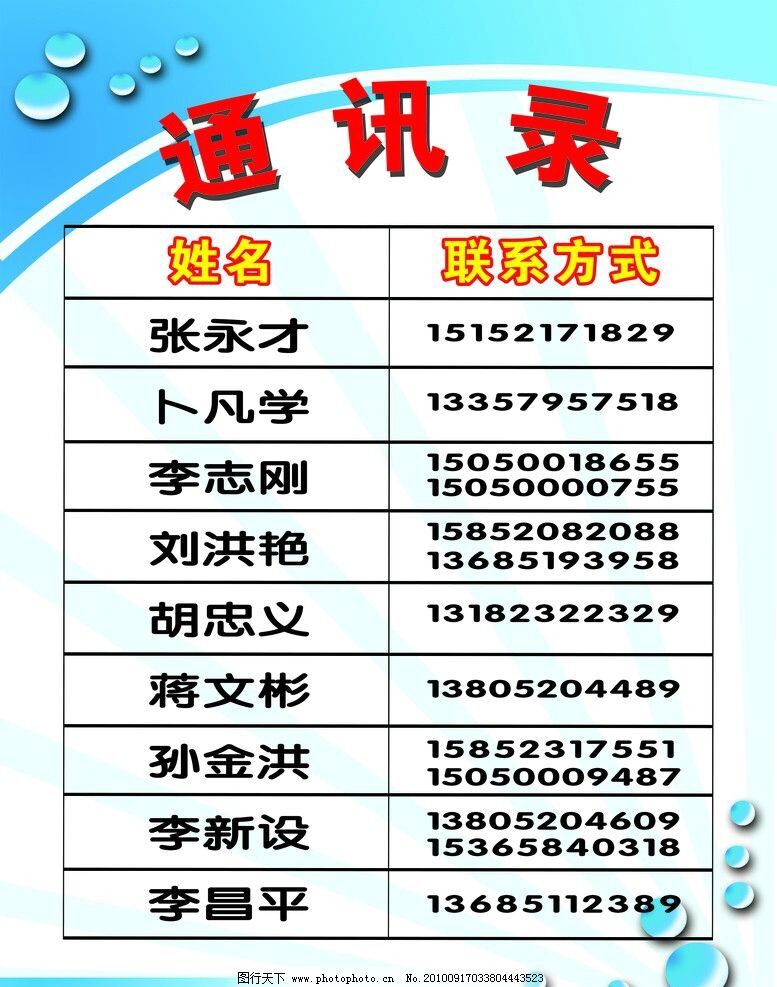 通讯录
姓名 联系方式
张永才 15152171829
卜凡学 13357957518
李志刚 15050018655
15050000755
刘洪艳 15852082088
13685193958
胡忠义 13182322329
蒋文彬 13805204489
孙金洪 15852317551
15050009487
李新设 13805204609
15365840318
李昌平 13685112389
图行天下 www.photophoto.cn No.20100917033804443523